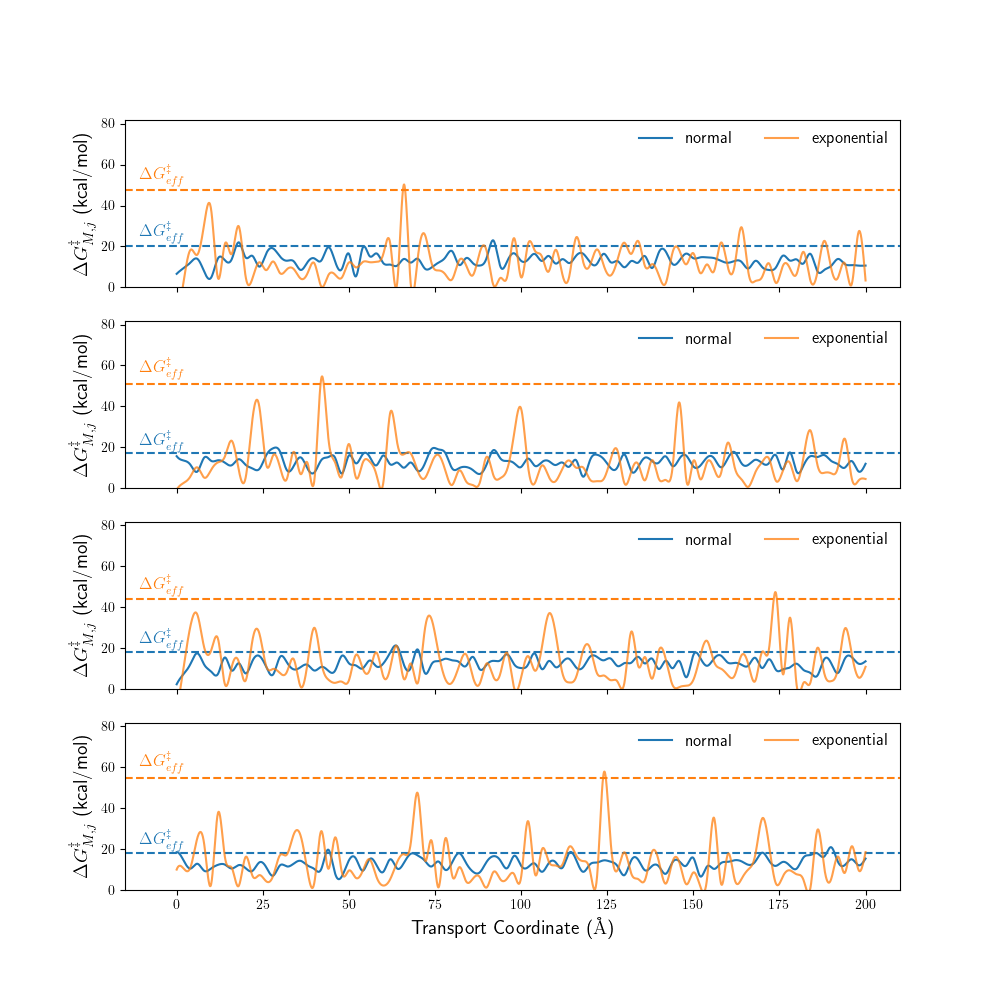 80
60
40
20
0
ΔG‡M,j (kcal/mol)
normal
exponential
ΔG‡eff
ΔG‡eff
80
60
40
20
0
ΔG‡M,j (kcal/mol)
normal
exponential
ΔG‡eff
ΔG‡eff
80
60
40
20
0
ΔG‡M,j (kcal/mol)
normal
exponential
ΔG‡eff
ΔG‡eff
80
60
40
20
0
ΔG‡M,j (kcal/mol)
normal
exponential
ΔG‡eff
ΔG‡eff
0 25 50 75 100 125 150 175 200
Transport Coordinate (Å)